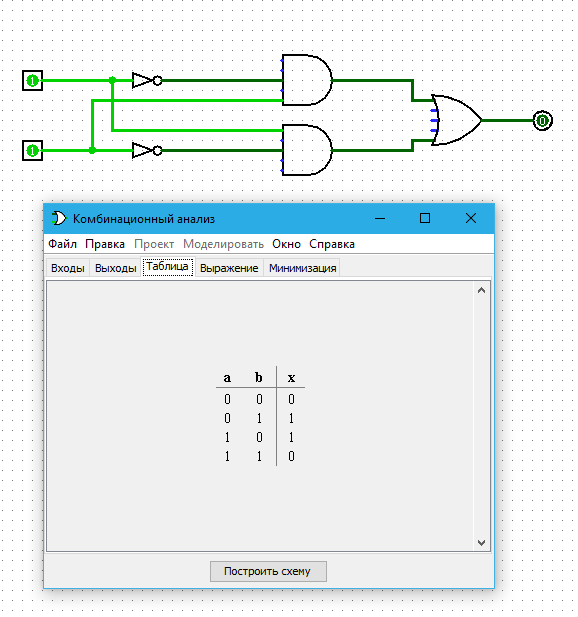 1
1
0
Комбинационный анализ
Файл Правка Проект Моделировать Окно Справка
Входы Выходы Таблица Выражение Минимизация
a b x
0 0 0
0 1 1
1 0 1
1 1 0
Построить схему